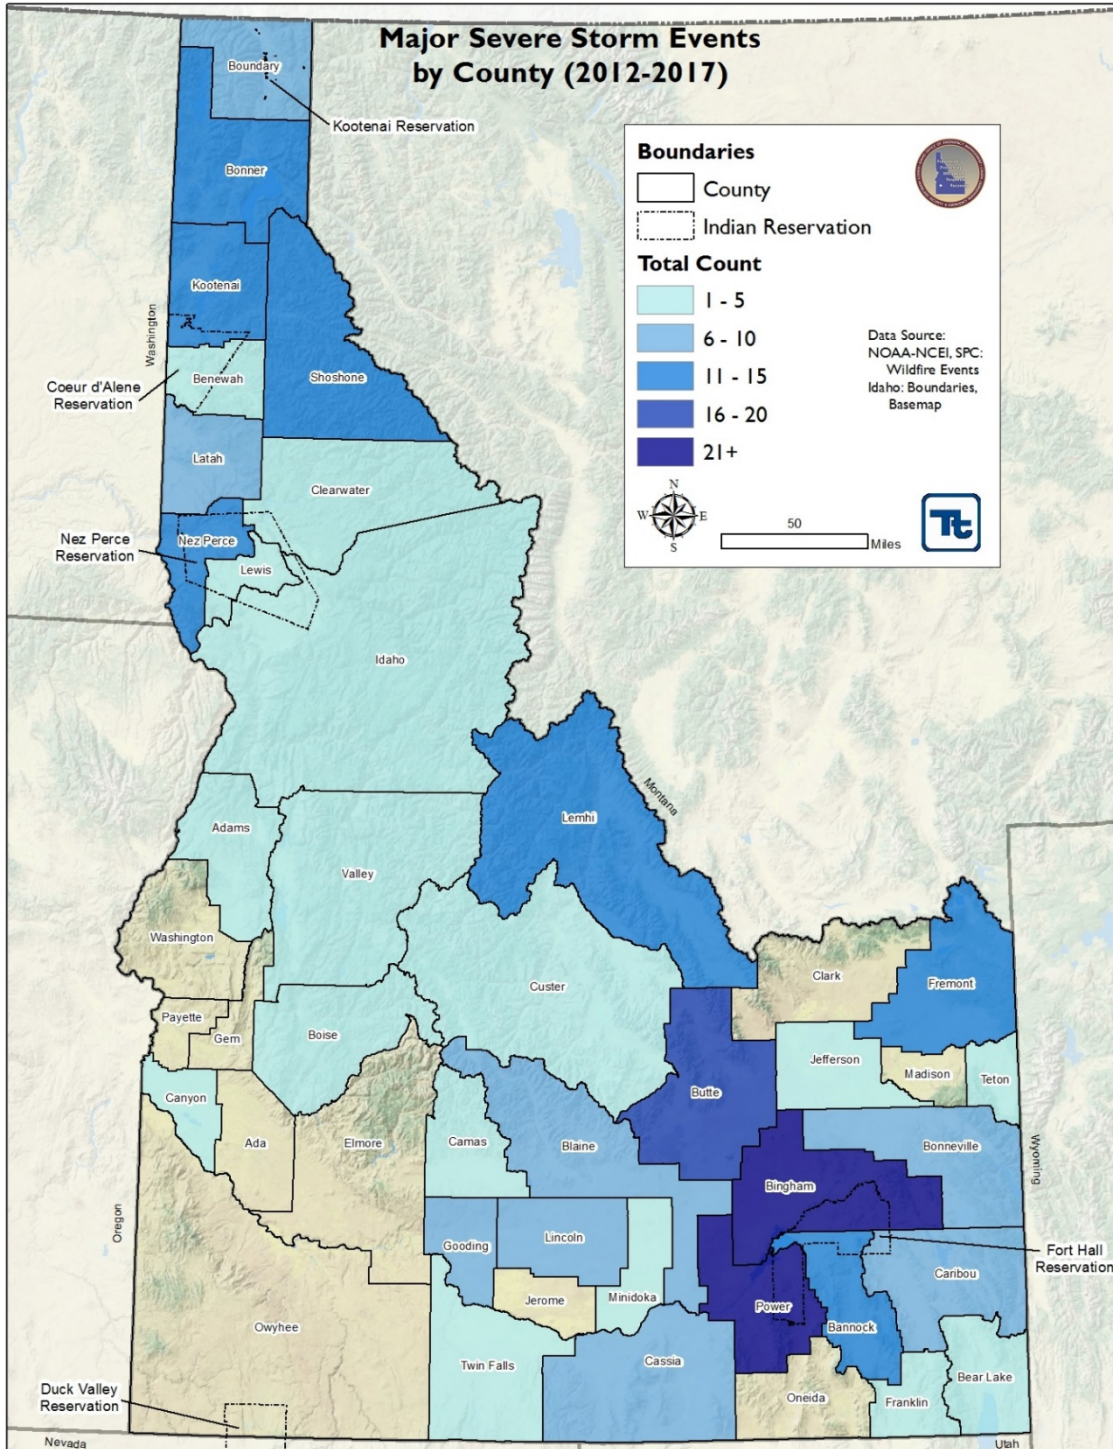 Major Severe Storm Events
by County (2012-2017)
Boundary
Kootenai Reservation
Bonner
Kootenai
Washington
Coeur d'Alene
Reservation
Benewah
Shoshone
Latah
Clearwater
Nez Perce
Reservation
Nez Perce
Lewis
Idaho
Boundaries
County
Indian Reservation
Total Count
1 - 5
6 - 10
11 - 15
16 - 20
21+
Data Source:
NOAA-NCEI, SPC:
Wildfire Events
Idaho: Boundaries,
Basemap
N
W
E
S
50
Miles
Tt
Montana
Lemhi
Adams
Valley
Washington
Custer
Clark
Fremont
Payette
Gem
Boise
Jefferson
Madison
Teton
Canyon
Butte
Ada
Elmore
Camas
Blaine
Bonneville
Wyoming
Bingham
Oregon
Gooding
Lincoln
Fort Hall
Reservation
Caribou
Jerome
Minidoka
Power
Owyhee
Bannock
Twin Falls
Cassia
Bear Lake
Duck Valley
Reservation
Oneida
Franklin
Nevada
Utah